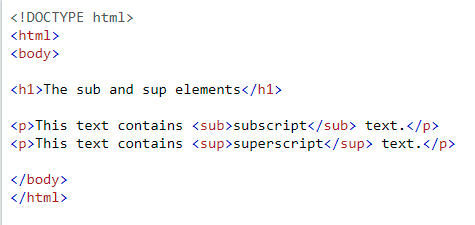 <!DOCTYPE html>
<html>
<body>
<h1>The sub and sup elements</h1>
<p>This text contains <sub>subscript</sub> text.</p>
<p>This text contains <sup>superscript</sup> text.</p>
</body>
</html>